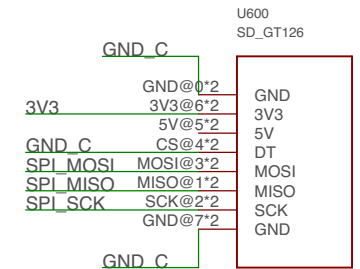 U600
SD_GT126
GND_C
GND@0*2 GND
3V3 3V3@6*2 3V3
5V@5*2 5V
GND_C CS@4*2 DT
SPI_MOSI MOSI@3*2 MOSI
SPI_MISO MISO@1*2 MISO
SPI_SCK SCK@2*2 SCK
GND@7*2 GND
GND_C